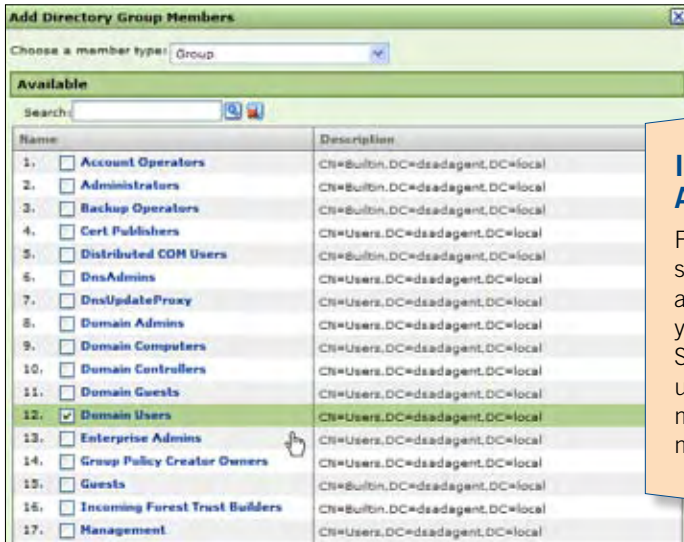 Add Directory Group Members
Choose a member type: Group
Available
Search:
Name Description
1. Account Operators CN=Builtin,DC=dsadagent,DC=local
2. Administrators CN=Builtin,DC=dsadagent,DC=local
3. Backup Operators CN=Builtin,DC=dsadagent,DC=local
4. Cert Publishers CN=Users,DC=dsadagent,DC=local
5. Distributed COM Users CN=Builtin,DC=dsadagent,DC=local
6. DnsAdmins CN=Users,DC=dsadagent,DC=local
7. DnsUpdateProxy CN=Users,DC=dsadagent,DC=local
8. Domain Admins CN=Users,DC=dsadagent,DC=local
9. Domain Computers CN=Users,DC=dsadagent,DC=local
10. Domain Controllers CN=Users,DC=dsadagent,DC=local
11. Domain Guests CN=Users,DC=dsadagent,DC=local
12. Domain Users CN=Users,DC=dsadagent,DC=local
13. Enterprise Admins CN=Users,DC=dsadagent,DC=local
14. Group Policy Creator Owners CN=Users,DC=dsadagent,DC=local
15. Guests CN=Builtin,DC=dsadagent,DC=local
16. Incoming Forest Trust Builders CN=Builtin,DC=dsadagent,DC=local
17. Management CN=Users,DC=dsadagent,DC=local